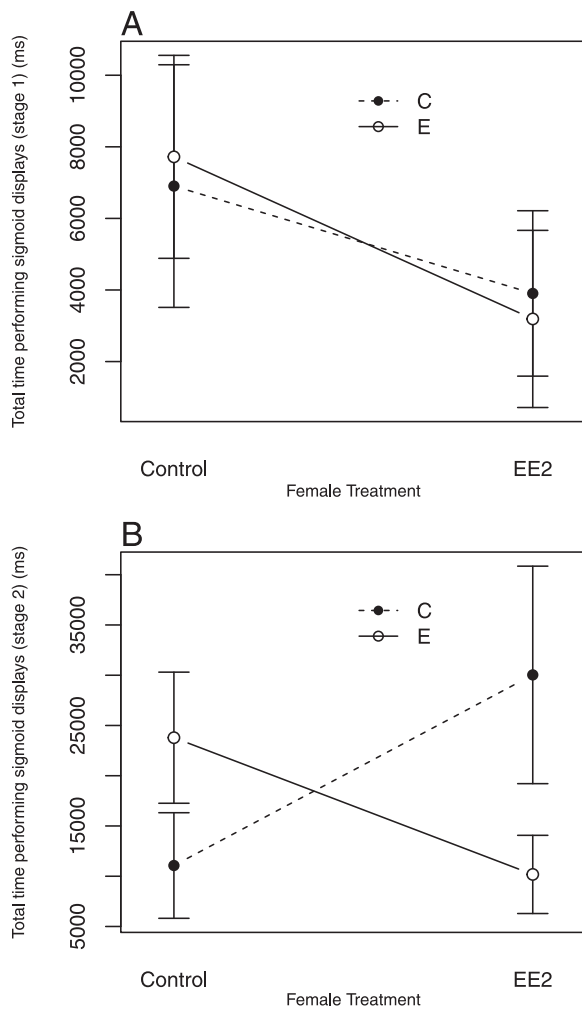 A
Total time performing sigmoid displays (stage 1) (ms)
10000
8000
6000
4000
2000
C
E
Control
EE2
Female Treatment
B
Total time performing sigmoid displays (stage 2) (ms)
35000
25000
15000
5000
C
E
Control
EE2
Female Treatment